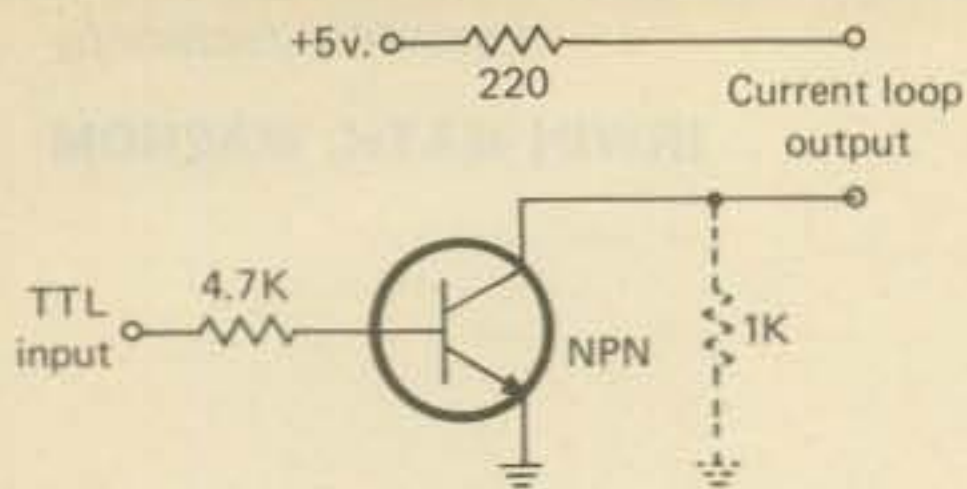 +5v.
220
Current loop
output
TTL
input
4.7K
NPN
1K